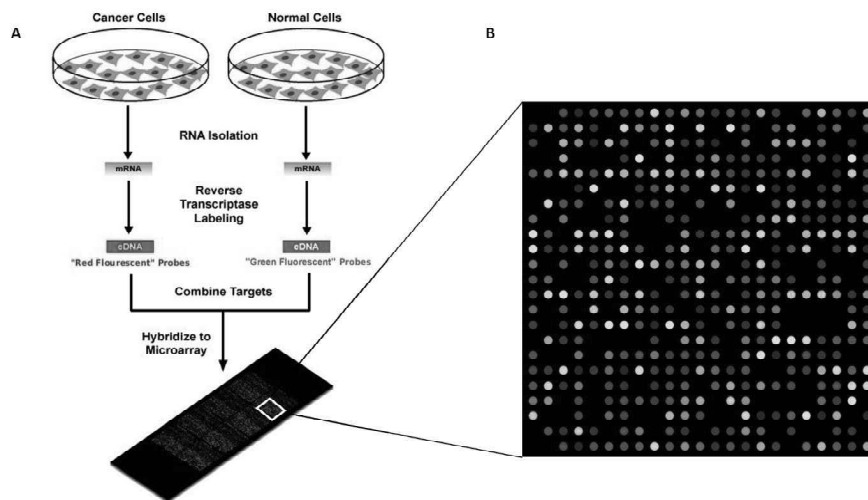 A
Cancer Cells
Normal Cells
B
RNA Isolation
mRNA
mRNA
Reverse
Transcriptase
Labeling
cDNA
cDNA
"Red Flourescent" Probes
"Green Fluorescent" Probes
Combine Targets
Hybridize to
Microarray